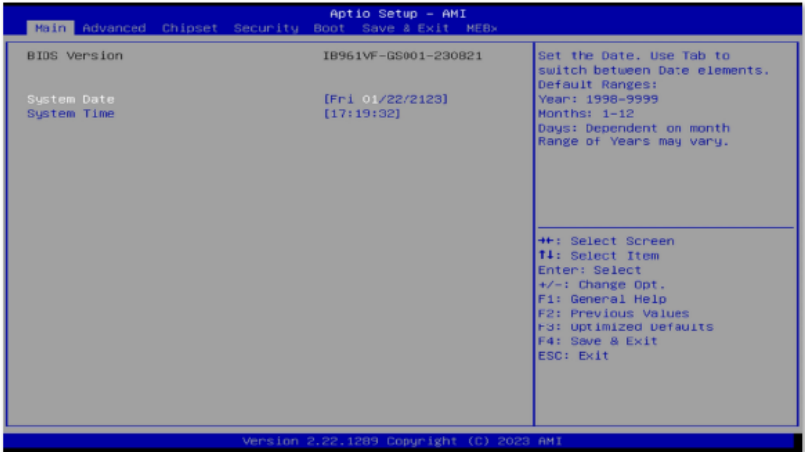 Aptio Setup - AMI
Main Advanced Chipset Security Boot Save & Exit MEBx
BIOS Version IB961VF-GS001-230821
System Date [Fri 01/22/2123]
System Time [17:19:32]
Set the Date. Use Tab to
switch between Date elements.
Default Ranges:
Year: 1998-9999
Months: 1-12
Days: Dependent on month
Range of Years may vary.
→←: Select Screen
↑↓: Select Item
Enter: Select
+/-: Change Opt.
F1: General Help
F2: Previous Values
F3: Optimized Defaults
F4: Save & Exit
ESC: Exit
Version 2.22.1289 Copyright (C) 2023 AMI